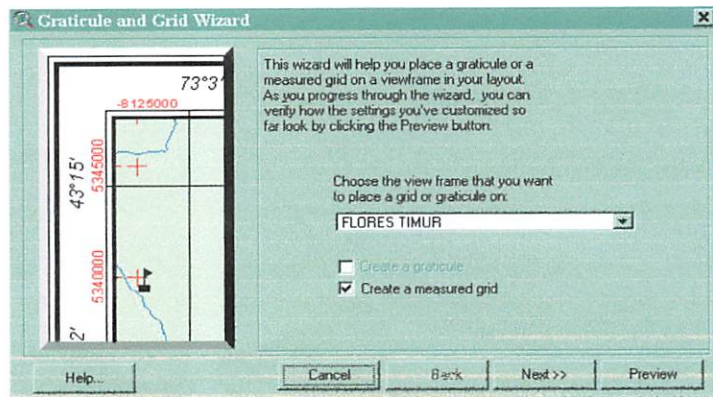 Graticule and Grid Wizard
73°3'
-8125000
43°15'
5345000
5340000
2'
This wizard will help you place a graticule or a
measured grid on a viewframe in your layout.
As you progress through the wizard, you can
verify how the settings you've customized so
far look by clicking the Preview button.
Choose the view frame that you want
to place a grid or graticule on:
FLORES TIMUR
Create a graticule
Create a measured grid
Help...
Cancel
Back
Next >>
Preview